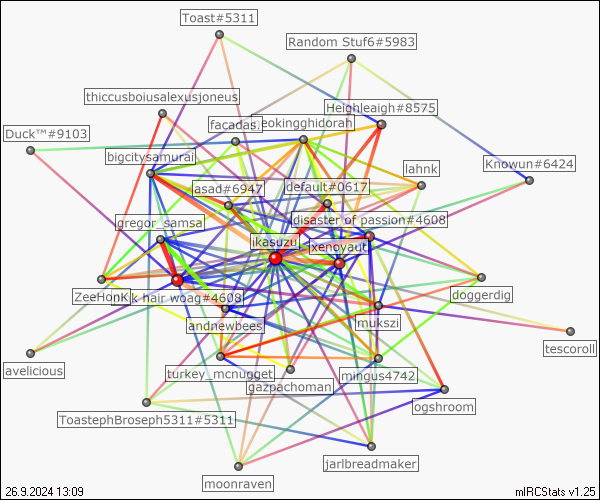 Toast#5311
Random Stuf6#5983
thiccusboiusalexusjoneus
Heighleigh#8575
facadas
eokingghidorah
Duck™#9103
bigcitysamurai
lahnk
Knowun#6424
asad#6947
default#0617
gregor_samsa
disaster of passion#4608
ikasuzu
xenoyaut
ZeeHonK
k hair woag#4608
doggerdig
andnewbees
mukszi
tescoroll
avelicious
turkey_mcnugget
mingus4742
gazpachoman
ogshroom
ToastephBroseph5311#5311
jarlbreadmaker
moonraven
26.9.2024 13:09
mIRCStats v1.25